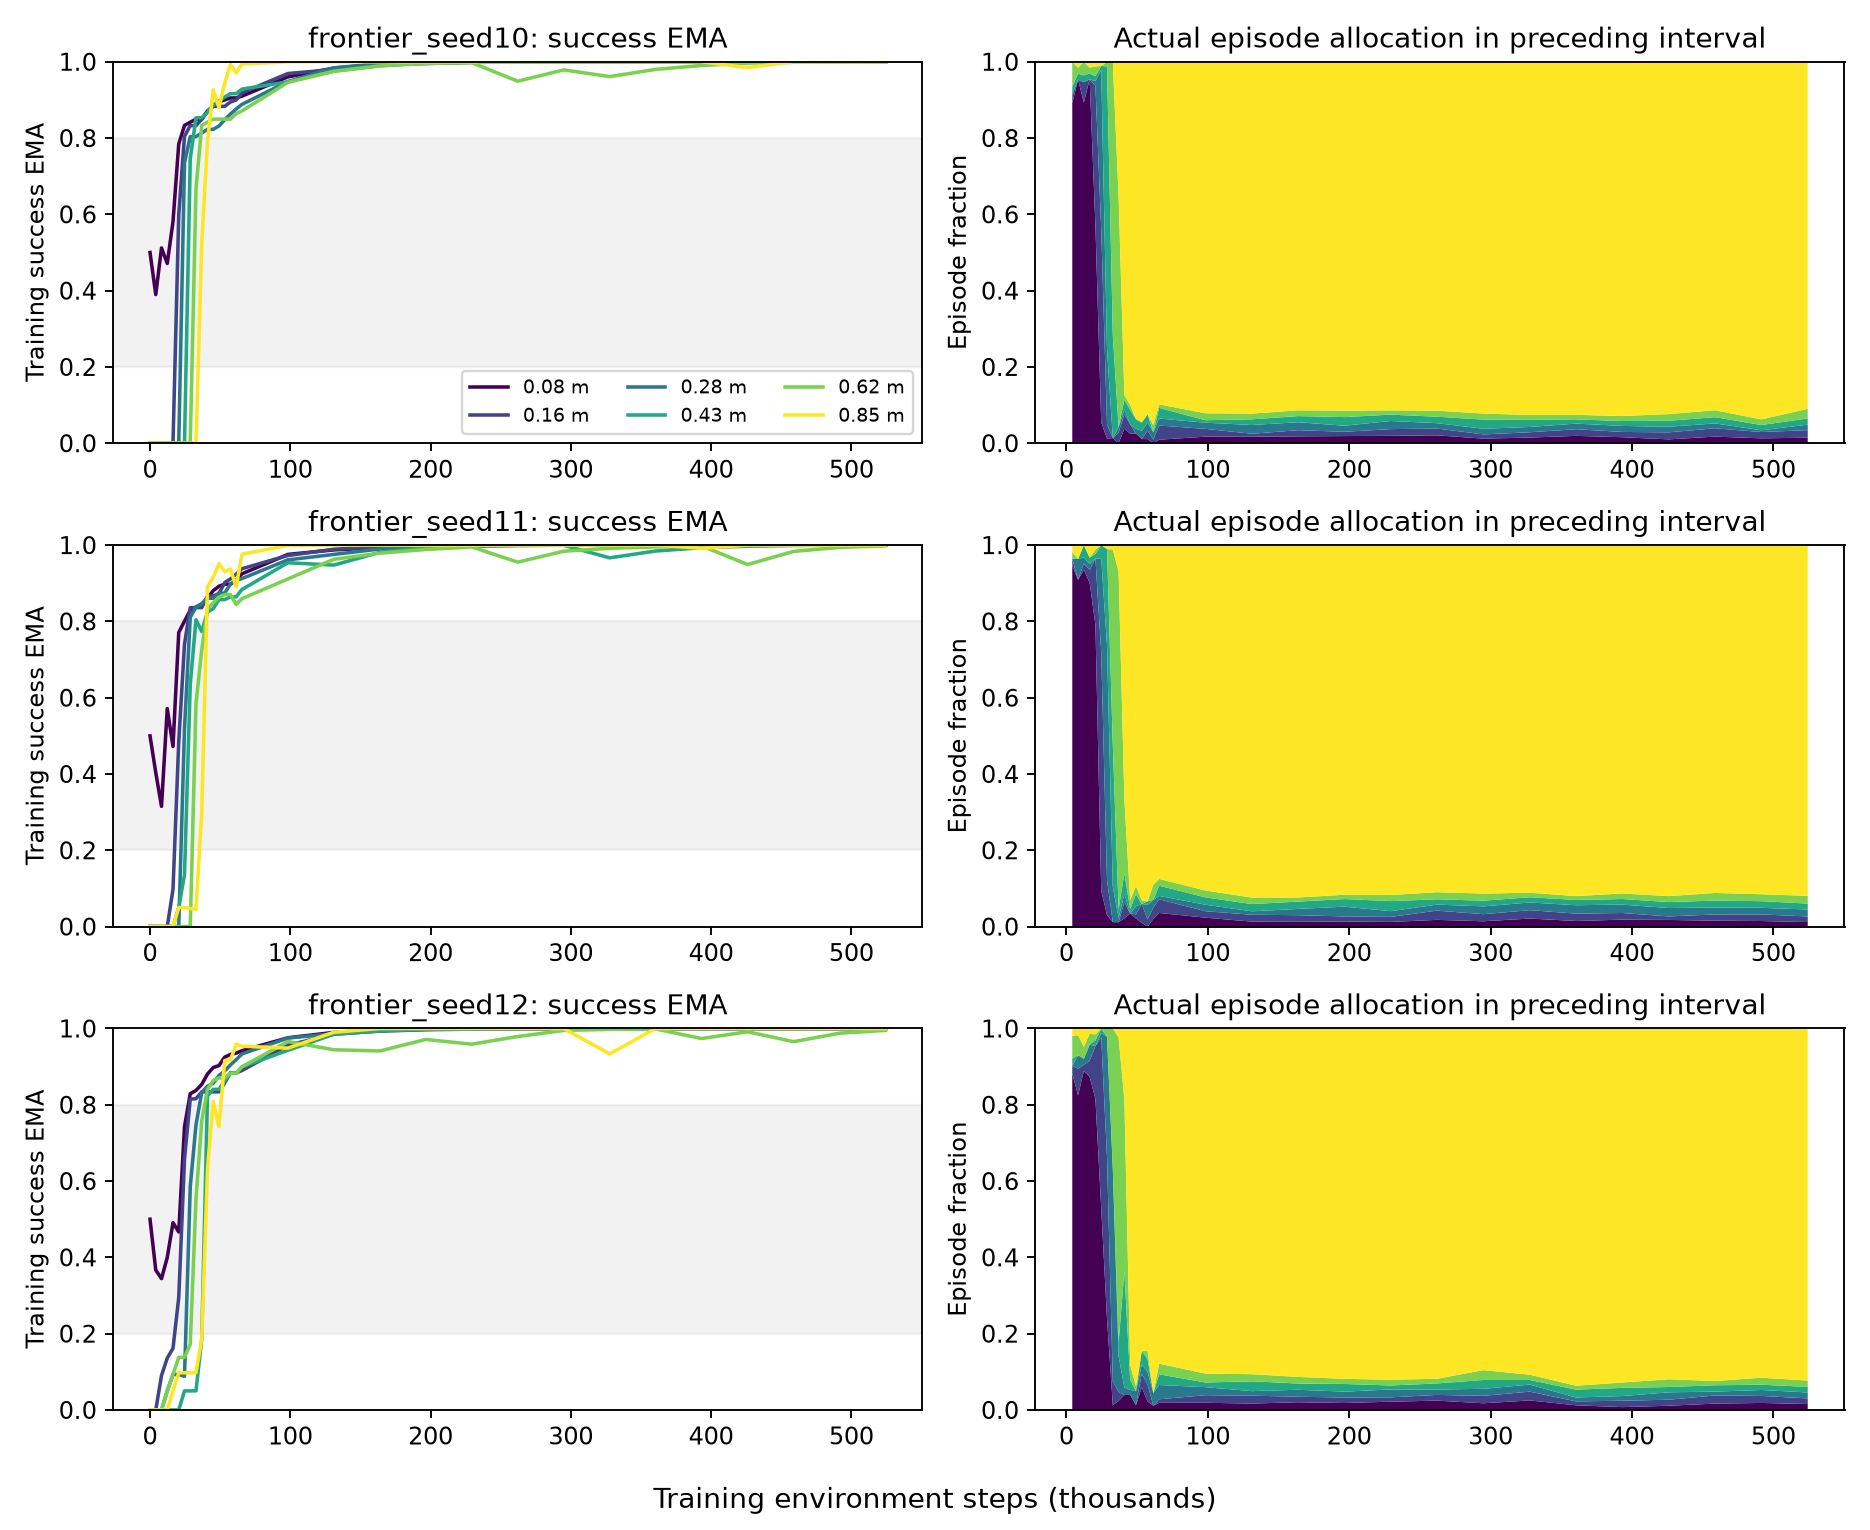 frontier_seed10: success EMA
Actual episode allocation in preceding interval
Training success EMA
1.0
0.8
0.6
0.4
0.2
0.0
0.08 m 0.28 m 0.62 m
0.16 m 0.43 m 0.85 m
0 100 200 300 400 500
Episode fraction
1.0
0.8
0.6
0.4
0.2
0.0
0 100 200 300 400 500
frontier_seed11: success EMA
Actual episode allocation in preceding interval
Training success EMA
1.0
0.8
0.6
0.4
0.2
0.0
0 100 200 300 400 500
Episode fraction
1.0
0.8
0.6
0.4
0.2
0.0
0 100 200 300 400 500
frontier_seed12: success EMA
Actual episode allocation in preceding interval
Training success EMA
1.0
0.8
0.6
0.4
0.2
0.0
0 100 200 300 400 500
Episode fraction
1.0
0.8
0.6
0.4
0.2
0.0
0 100 200 300 400 500
Training environment steps (thousands)